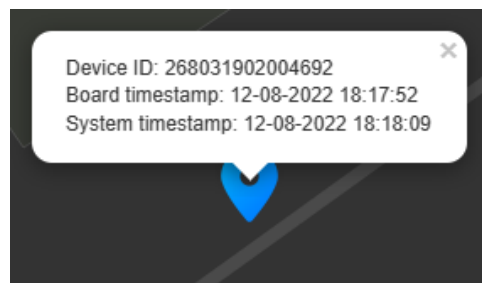 Device ID: 268031902004692
Board timestamp: 12-08-2022 18:17:52
System timestamp: 12-08-2022 18:18:09